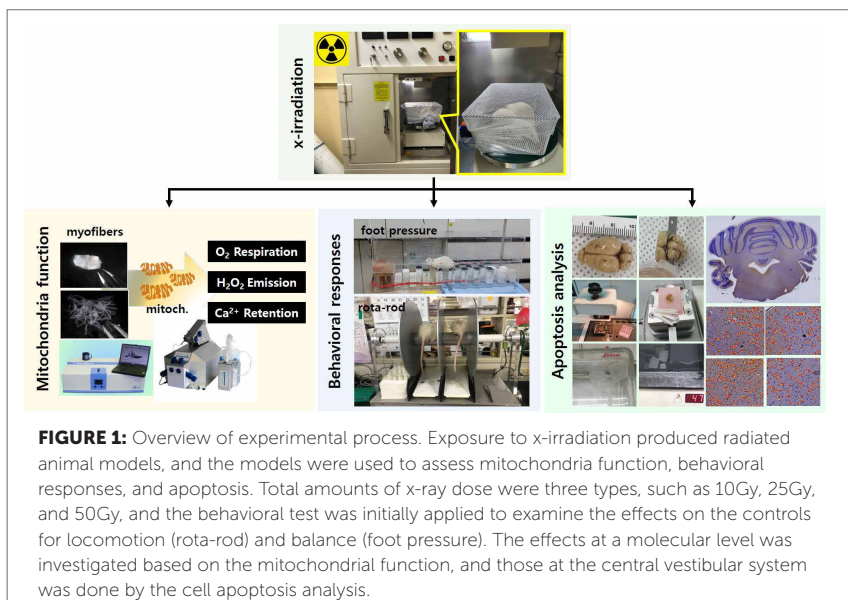 x-irradiation
Mitochondria function
myofibers
mitoch.
O₂ Respiration
H₂O₂ Emission
Ca²⁺ Retention
Behavioral responses
foot pressure
rota-rod
Apoptosis analysis
47
FIGURE 1: Overview of experimental process. Exposure to x-irradiation produced radiated
animal models, and the models were used to assess mitochondria function, behavioral
responses, and apoptosis. Total amounts of x-ray dose were three types, such as 10Gy, 25Gy,
and 50Gy, and the behavioral test was initially applied to examine the effects on the controls
for locomotion (rota-rod) and balance (foot pressure). The effects at a molecular level was
investigated based on the mitochondrial function, and those at the central vestibular system
was done by the cell apoptosis analysis.